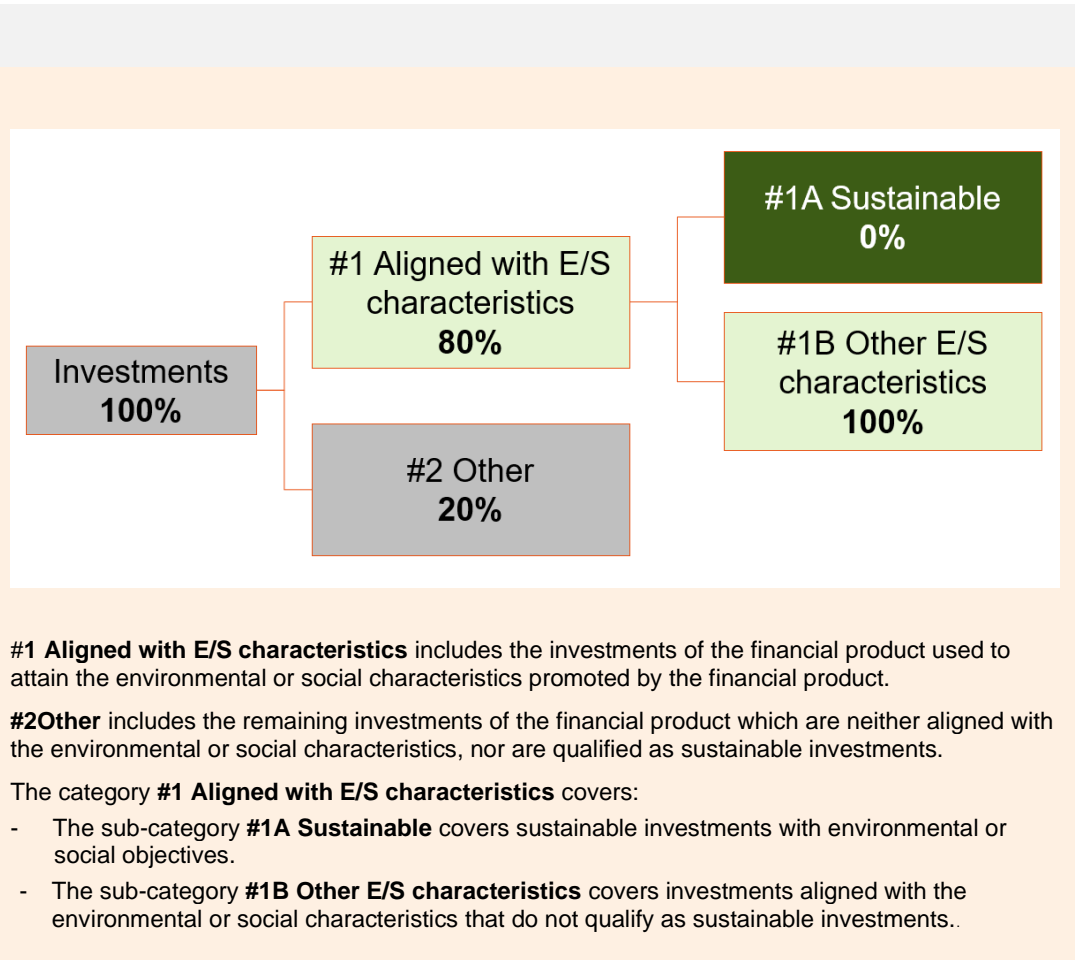 #1A Sustainable
0%
#1 Aligned with E/S
characteristics
80%
#1B Other E/S
characteristics
100%
Investments
100%
#2 Other
20%
#1 Aligned with E/S characteristics includes the investments of the financial product used to
attain the environmental or social characteristics promoted by the financial product.
#2Other includes the remaining investments of the financial product which are neither aligned with
the environmental or social characteristics, nor are qualified as sustainable investments.
The category #1 Aligned with E/S characteristics covers:
- The sub-category #1A Sustainable covers sustainable investments with environmental or
social objectives.
- The sub-category #1B Other E/S characteristics covers investments aligned with the
environmental or social characteristics that do not qualify as sustainable investments..